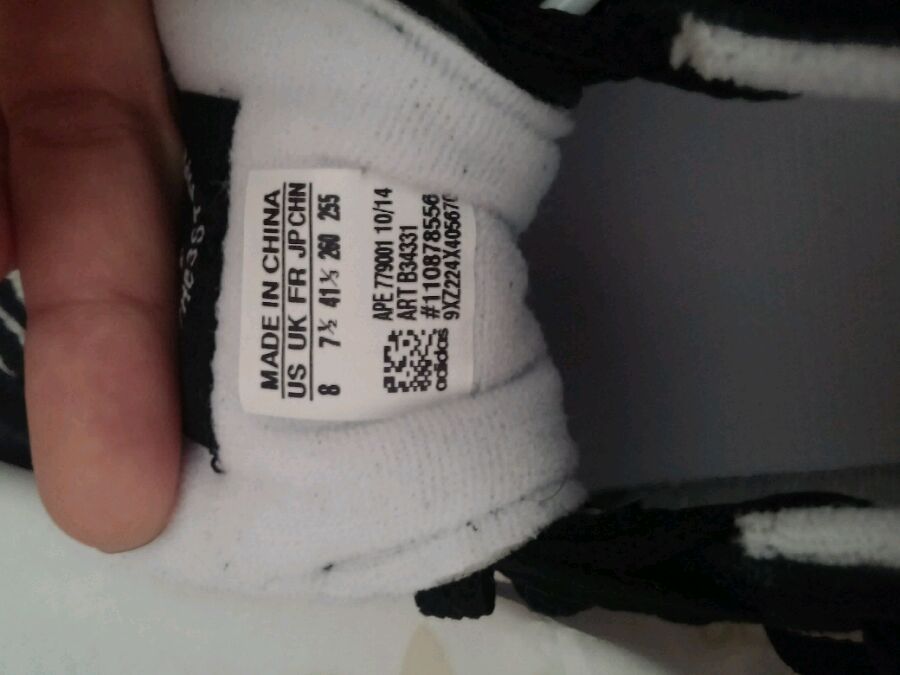 MADE IN CHINA
US UK FR JP CHN
8 7½ 41⅓ 260 255
APE 779001 10/14
ART B34331
#110878556
9XZ224X40567
adidas